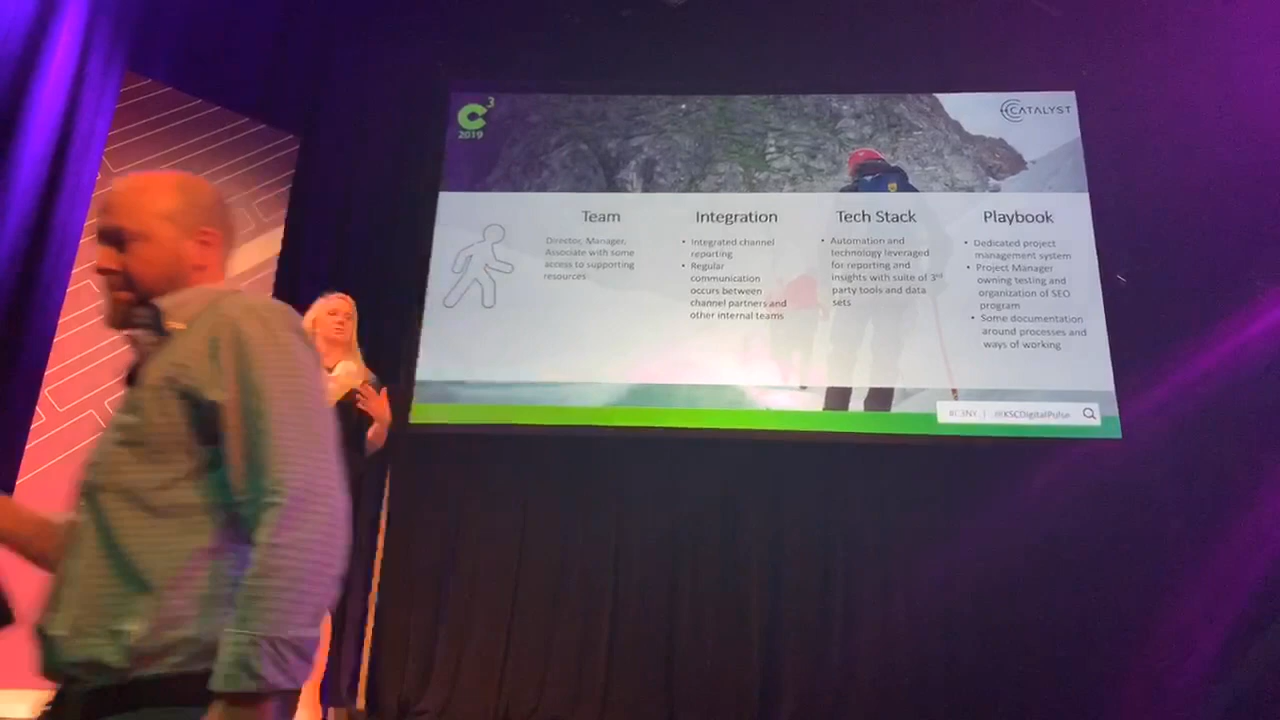 3
C
2019
CATALYST
Team
Director, Manager,
Associate with some
access to supporting
resources
Integration
• Integrated channel
reporting
• Regular
communication
occurs between
channel partners and
other internal teams
Tech Stack
• Automation and
technology leveraged
for reporting and
insights with suite of 3rd
party tools and data
sets
Playbook
• Dedicated project
management system
• Project Manager
owning testing and
organization of SEO
program
• Some documentation
around processes and
ways of working
#C3NY | @KSCDigitalPulse